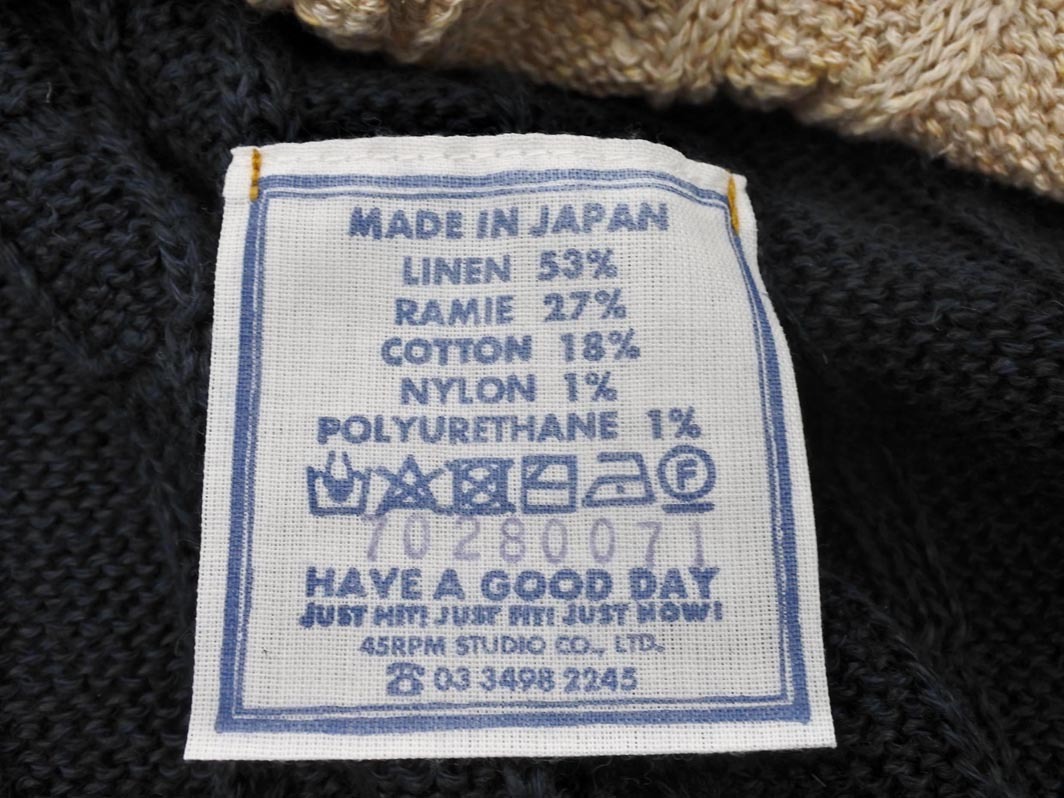 MADE IN JAPAN
LINEN 53%
RAMIE 27%
COTTON 18%
NYLON 1%
POLYURETHANE 1%
F
70280071
HAVE A GOOD DAY
JUST HIT! JUST FIT! JUST NOW!
45RPM STUDIO CO., LTD.
☎ 03 3498 2245